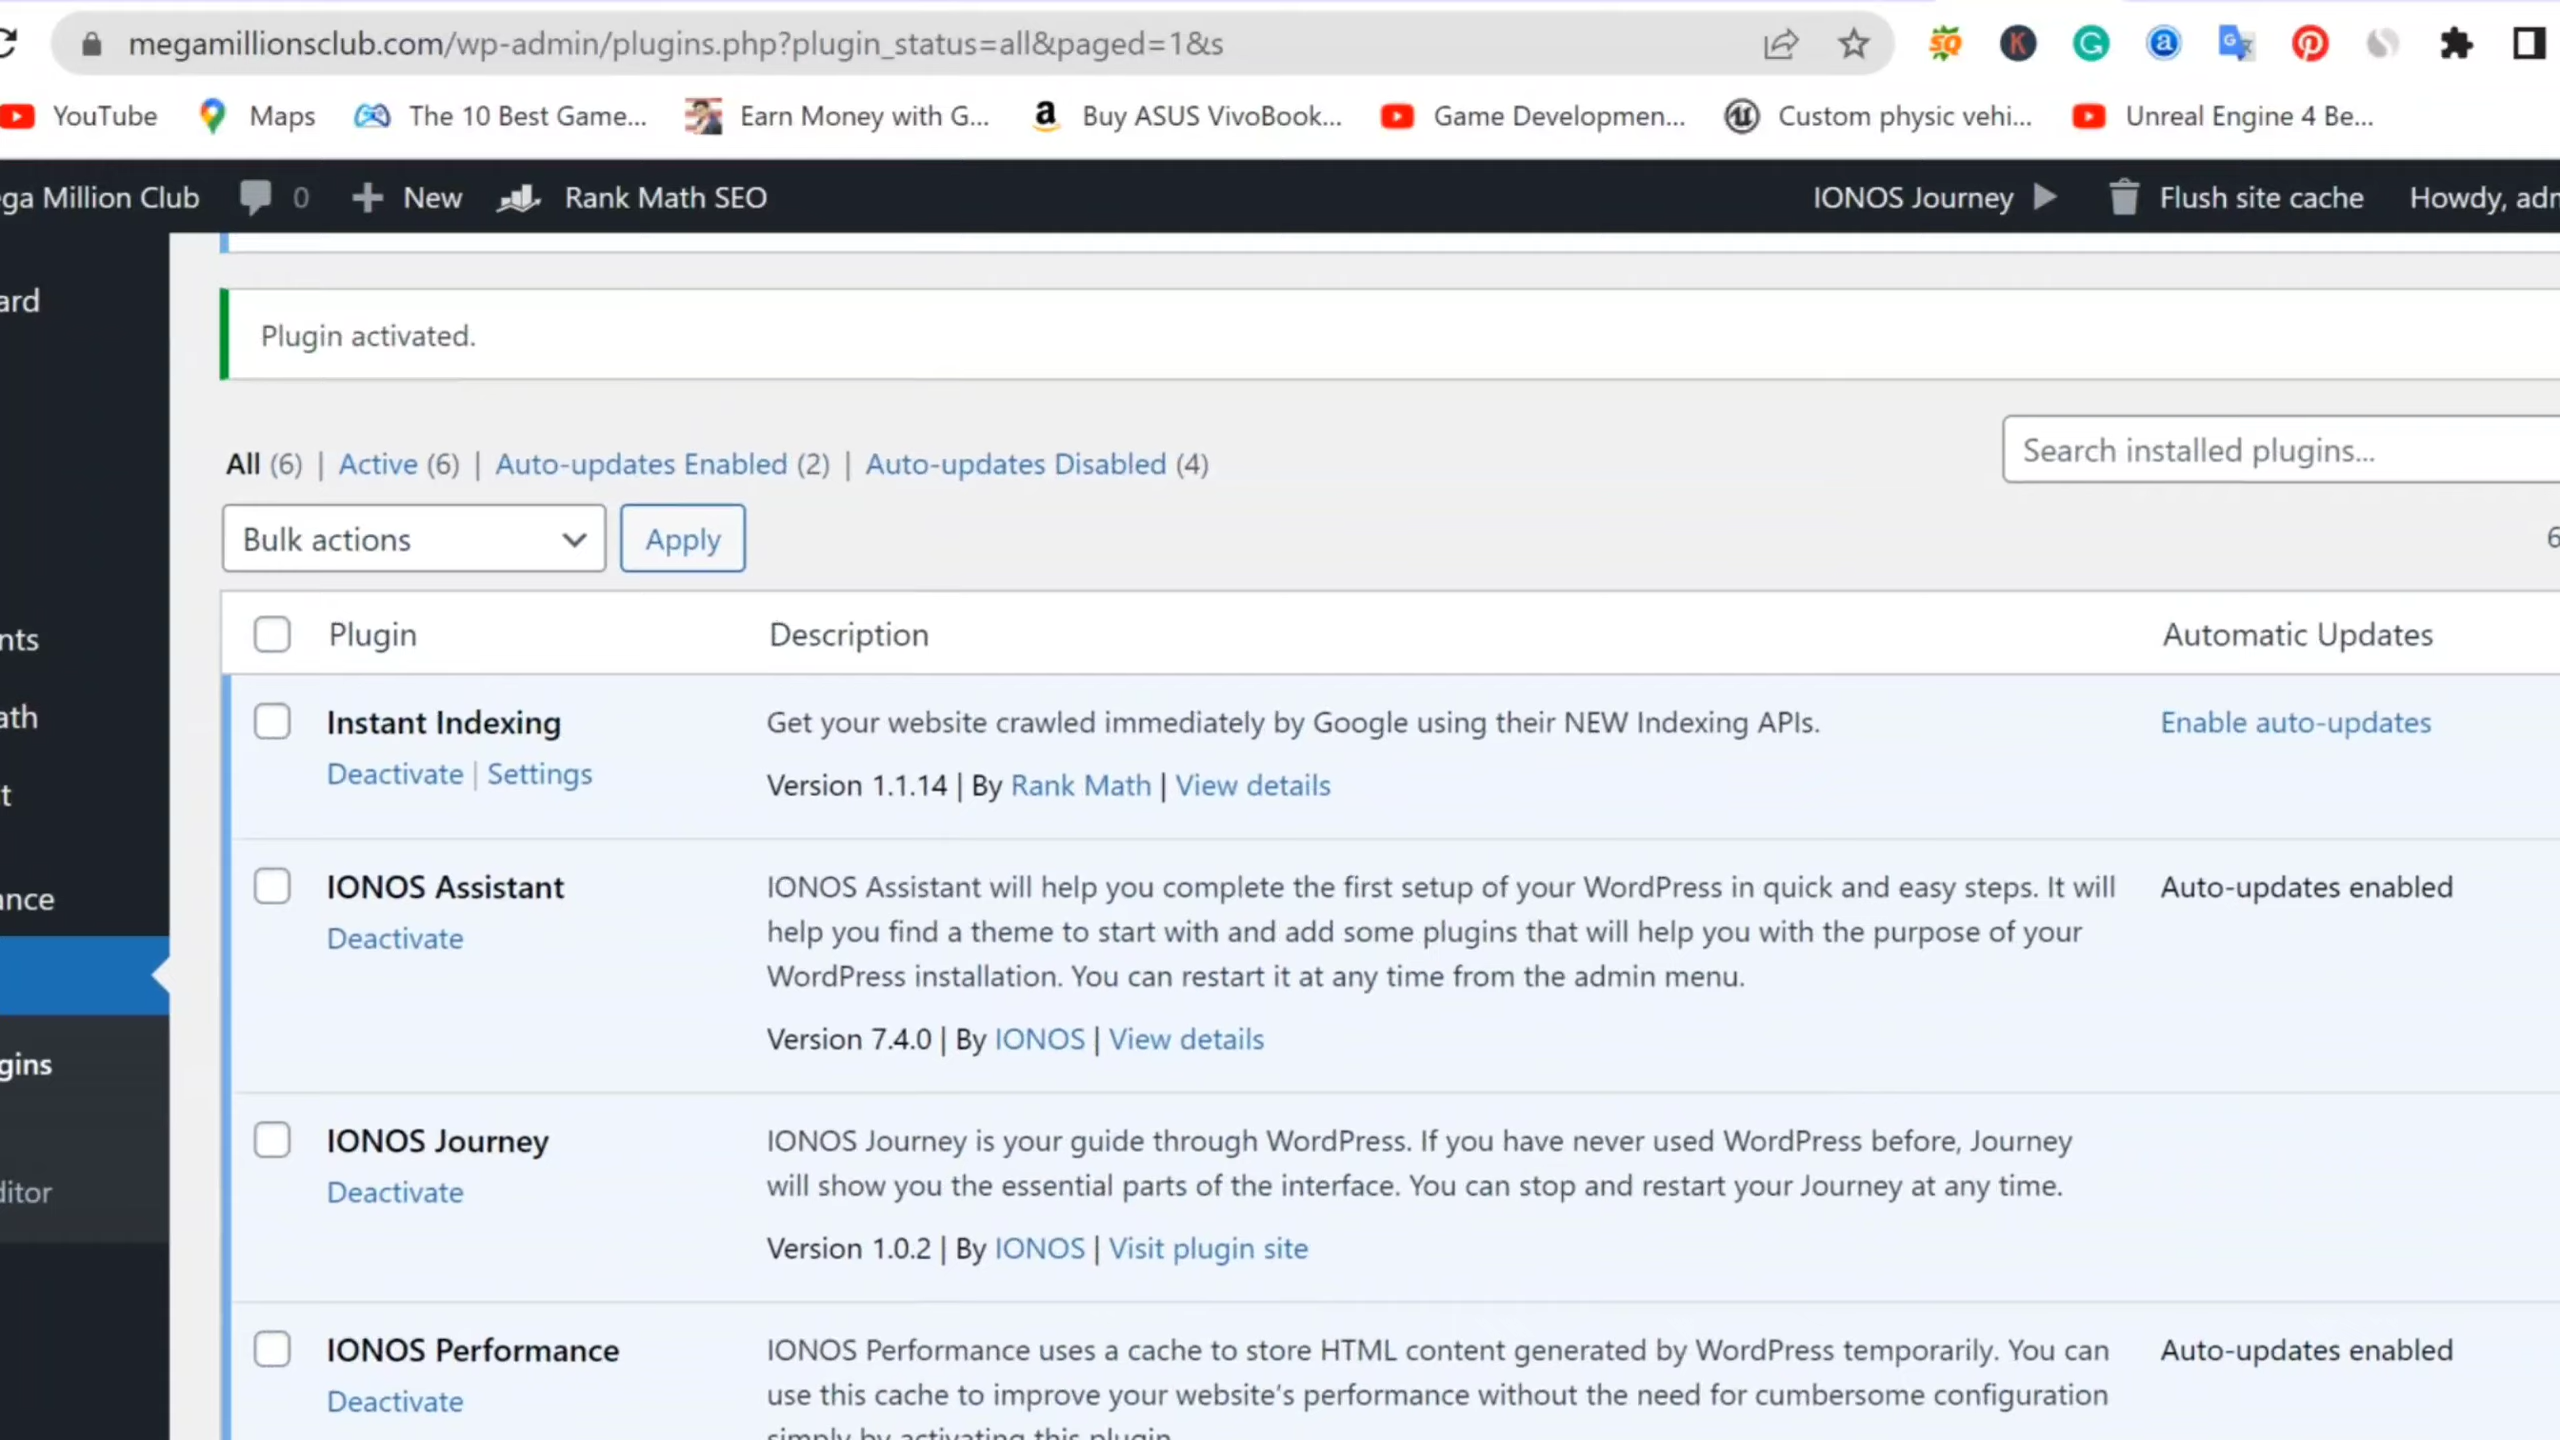 megamillionsclub.com/wp-admin/plugins.php?plugin_status=all&paged=1&s
YouTube Maps The 10 Best Game... Earn Money with G... Buy ASUS VivoBook... Game Developmen... Custom physic vehi... Unreal Engine 4 Be...
ga Million Club 0 New Rank Math SEO IONOS Journey Flush site cache Howdy, adm
ard
Plugin activated.
All (6) | Active (6) | Auto-updates Enabled (2) | Auto-updates Disabled (4)
Search installed plugins...
Bulk actions Apply
6
Plugin Description Automatic Updates
nts
ath
t
ance
gins
ditor
Instant Indexing
Deactivate | Settings
Get your website crawled immediately by Google using their NEW Indexing APIs.
Version 1.1.14 | By Rank Math | View details
Enable auto-updates
IONOS Assistant
Deactivate
IONOS Assistant will help you complete the first setup of your WordPress in quick and easy steps. It will
help you find a theme to start with and add some plugins that will help you with the purpose of your
WordPress installation. You can restart it at any time from the admin menu.
Version 7.4.0 | By IONOS | View details
Auto-updates enabled
IONOS Journey
Deactivate
IONOS Journey is your guide through WordPress. If you have never used WordPress before, Journey
will show you the essential parts of the interface. You can stop and restart your Journey at any time.
Version 1.0.2 | By IONOS | Visit plugin site
IONOS Performance
Deactivate
IONOS Performance uses a cache to store HTML content generated by WordPress temporarily. You can
use this cache to improve your website's performance without the need for cumbersome configuration
simply by activating this plugin
Auto-updates enabled